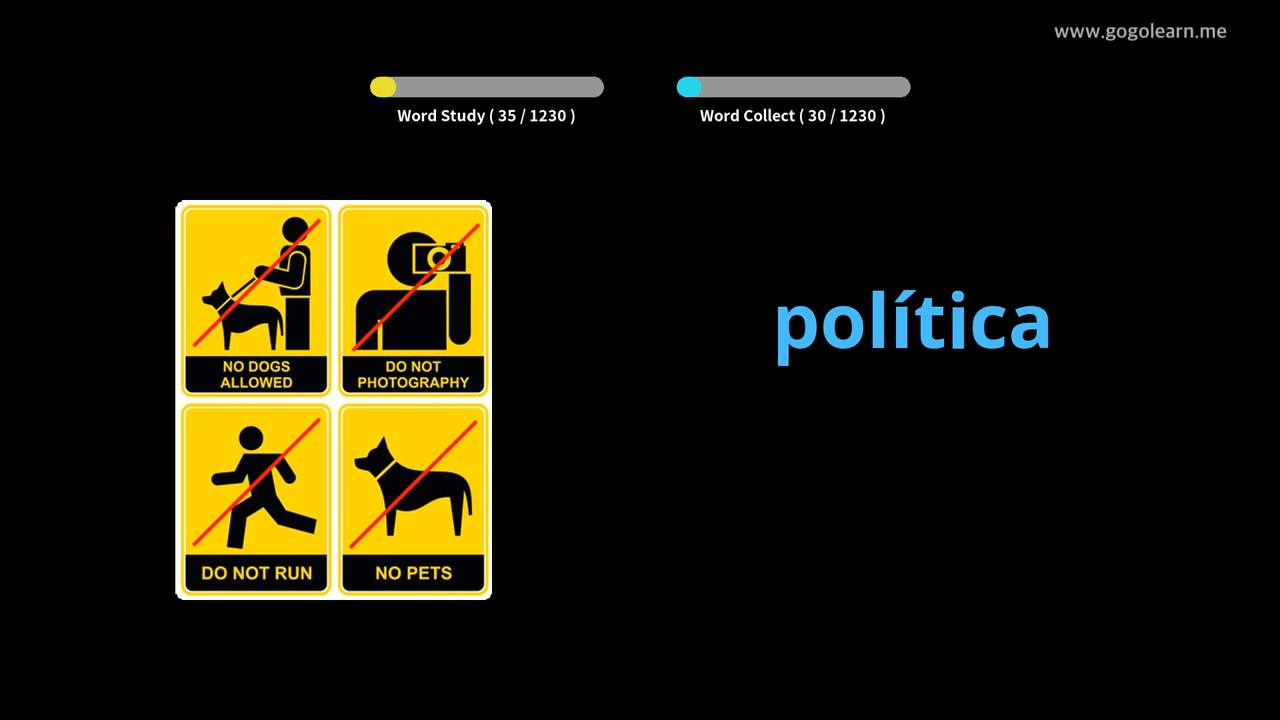 www.gogolearn.me
Word Study ( 35 / 1230 )
Word Collect ( 30 / 1230 )
NO DOGS
ALLOWED
DO NOT
PHOTOGRAPHY
política
DO NOT RUN
NO PETS